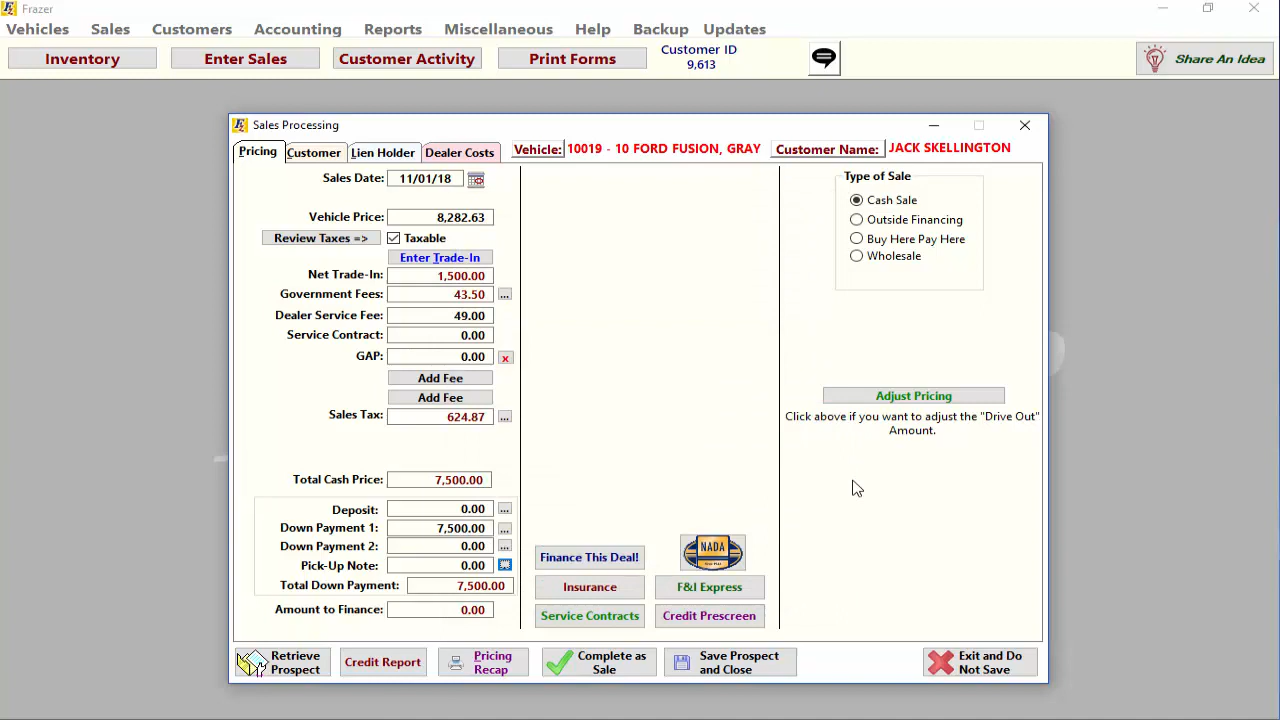 Frazer
Vehicles Sales Customers Accounting Reports Miscellaneous Help Backup Updates
Inventory Enter Sales Customer Activity Print Forms Customer ID
9,613
Share An Idea
Sales Processing
Pricing Customer Lien Holder Dealer Costs Vehicle: 10019 - 10 FORD FUSION, GRAY Customer Name: JACK SKELLINGTON
Sales Date: 11/01/18
Vehicle Price: 8,282.63
Review Taxes => Taxable
Enter Trade-In
Net Trade-In: 1,500.00
Government Fees: 43.50 ...
Dealer Service Fee: 49.00
Service Contract: 0.00
GAP: 0.00 x
Add Fee
Add Fee
Sales Tax: 624.87 ...
Total Cash Price: 7,500.00
Deposit: 0.00 ...
Down Payment 1: 7,500.00 ...
Down Payment 2: 0.00 ...
Pick-Up Note: 0.00
Total Down Payment: 7,500.00
Amount to Finance: 0.00
Finance This Deal! NADA
Insurance F&I Express
Service Contracts Credit Prescreen
Type of Sale
Cash Sale
Outside Financing
Buy Here Pay Here
Wholesale
Adjust Pricing
Click above if you want to adjust the "Drive Out"
Amount.
Retrieve
Prospect
Credit Report
Pricing
Recap
Complete as
Sale
Save Prospect
and Close
Exit and Do
Not Save